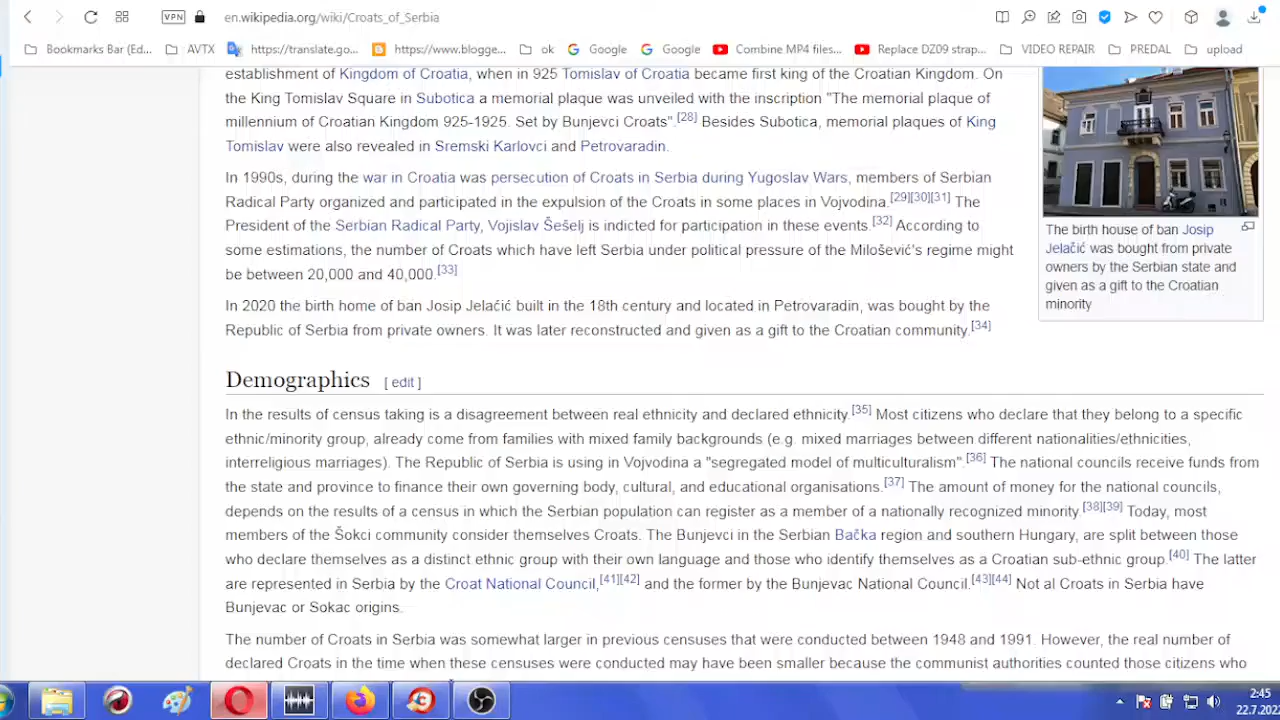 VPN en.wikipedia.org/wiki/Croats_of_Serbia
Bookmarks Bar (Ed... AVTX https://translate.go... https://www.blogge... ok Google Google Combine MP4 files... Replace DZ09 strap... VIDEO REPAIR PREDAL upload
establishment of Kingdom of Croatia, when in 925 Tomislav of Croatia became first king of the Croatian Kingdom. On
the King Tomislav Square in Subotica a memorial plaque was unveiled with the inscription "The memorial plaque of
millennium of Croatian Kingdom 925-1925. Set by Bunjevci Croats".[28] Besides Subotica, memorial plaques of King
Tomislav were also revealed in Sremski Karlovci and Petrovaradin.
In 1990s, during the war in Croatia was persecution of Croats in Serbia during Yugoslav Wars, members of Serbian
Radical Party organized and participated in the expulsion of the Croats in some places in Vojvodina.[29][30][31] The
President of the Serbian Radical Party, Vojislav Šešelj is indicted for participation in these events.[32] According to
some estimations, the number of Croats which have left Serbia under political pressure of the Milošević's regime might
be between 20,000 and 40,000.[33]
In 2020 the birth home of ban Josip Jelačić built in the 18th century and located in Petrovaradin, was bought by the
Republic of Serbia from private owners. It was later reconstructed and given as a gift to the Croatian community.[34]
The birth house of ban Josip
Jelačić was bought from private
owners by the Serbian state and
given as a gift to the Croatian
minority
Demographics [ edit ]
In the results of census taking is a disagreement between real ethnicity and declared ethnicity.[35] Most citizens who declare that they belong to a specific
ethnic/minority group, already come from families with mixed family backgrounds (e.g. mixed marriages between different nationalities/ethnicities,
interreligious marriages). The Republic of Serbia is using in Vojvodina a "segregated model of multiculturalism".[36] The national councils receive funds from
the state and province to finance their own governing body, cultural, and educational organisations.[37] The amount of money for the national councils,
depends on the results of a census in which the Serbian population can register as a member of a nationally recognized minority.[38][39] Today, most
members of the Šokci community consider themselves Croats. The Bunjevci in the Serbian Bačka region and southern Hungary, are split between those
who declare themselves as a distinct ethnic group with their own language and those who identify themselves as a Croatian sub-ethnic group.[40] The latter
are represented in Serbia by the Croat National Council,[41][42] and the former by the Bunjevac National Council.[43][44] Not al Croats in Serbia have
Bunjevac or Sokac origins.
The number of Croats in Serbia was somewhat larger in previous censuses that were conducted between 1948 and 1991. However, the real number of
declared Croats in the time when these censuses were conducted may have been smaller because the communist authorities counted those citizens who
2:45
22.7.202